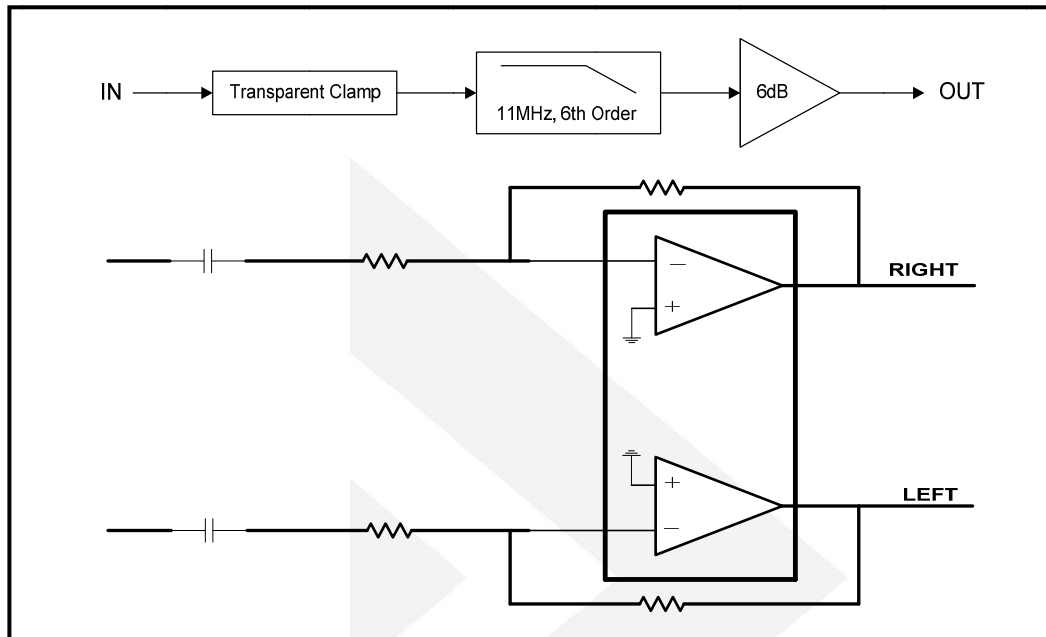 IN
Transparent Clamp
11MHz, 6th Order
6dB
OUT
RIGHT
LEFT